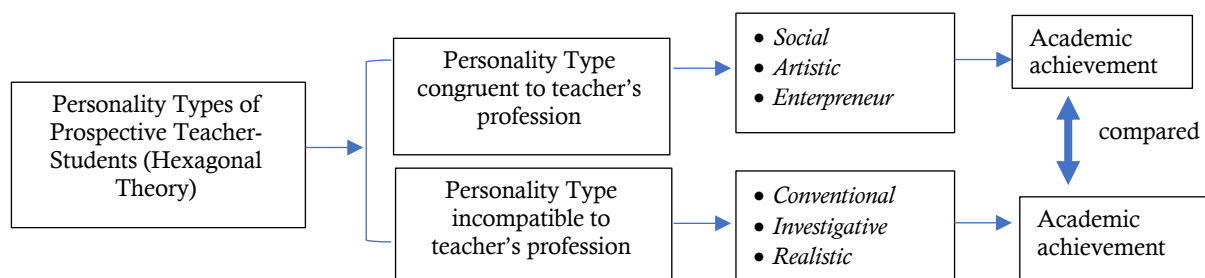 Personality Types of
Prospective Teacher-
Students (Hexagonal
Theory)
Personality Type
congruent to teacher’s
profession
• Social
• Artistic
• Enterpreneur
Academic
achievement
compared
Personality Type
incompatible to
teacher’s profession
• Conventional
• Investigative
• Realistic
Academic
achievement